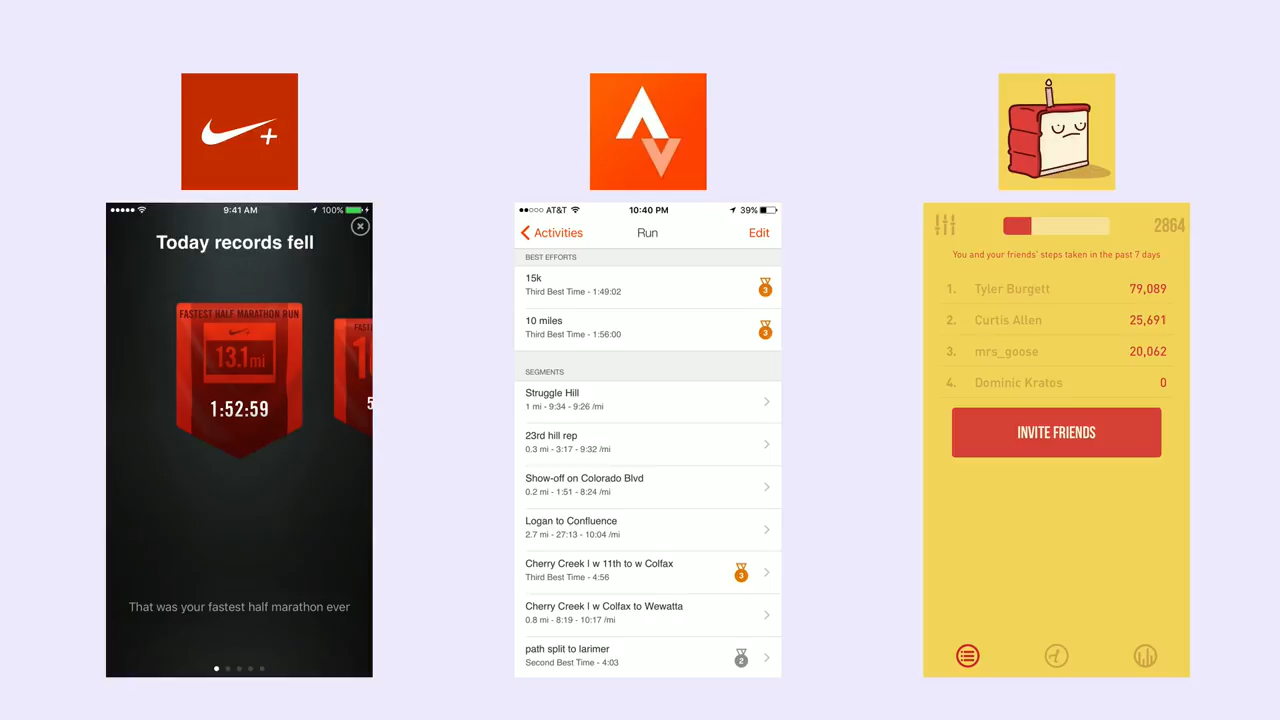 9:41 AM
100%
Today records fell
FASTEST HALF MARATHON RUN
13.1mi
1:52:59
That was your fastest half marathon ever
AT&T
10:40 PM
39%
Activities
Run
Edit
BEST EFFORTS
15k
Third Best Time - 1:49:02
3
10 miles
Third Best Time - 1:56:00
3
SEGMENTS
Struggle Hill
1 mi - 9:34 - 9:26 /mi
23rd hill rep
0.3 mi - 3:17 - 9:32 /mi
Show-off on Colorado Blvd
0.2 mi - 1:51 - 8:24 /mi
Logan to Confluence
2.7 mi - 27:13 - 10:04 /mi
Cherry Creek l w 11th to w Colfax
Third Best Time - 4:56
3
Cherry Creek l w Colfax to Wewatta
0.8 mi - 8:19 - 10:17 /mi
path split to larimer
Second Best Time - 4:03
2
2864
You and your friends' steps taken in the past 7 days
1. Tyler Burgett 79,089
2. Curtis Allen 25,691
3. mrs_goose 20,062
4. Dominic Kratos 0
INVITE FRIENDS